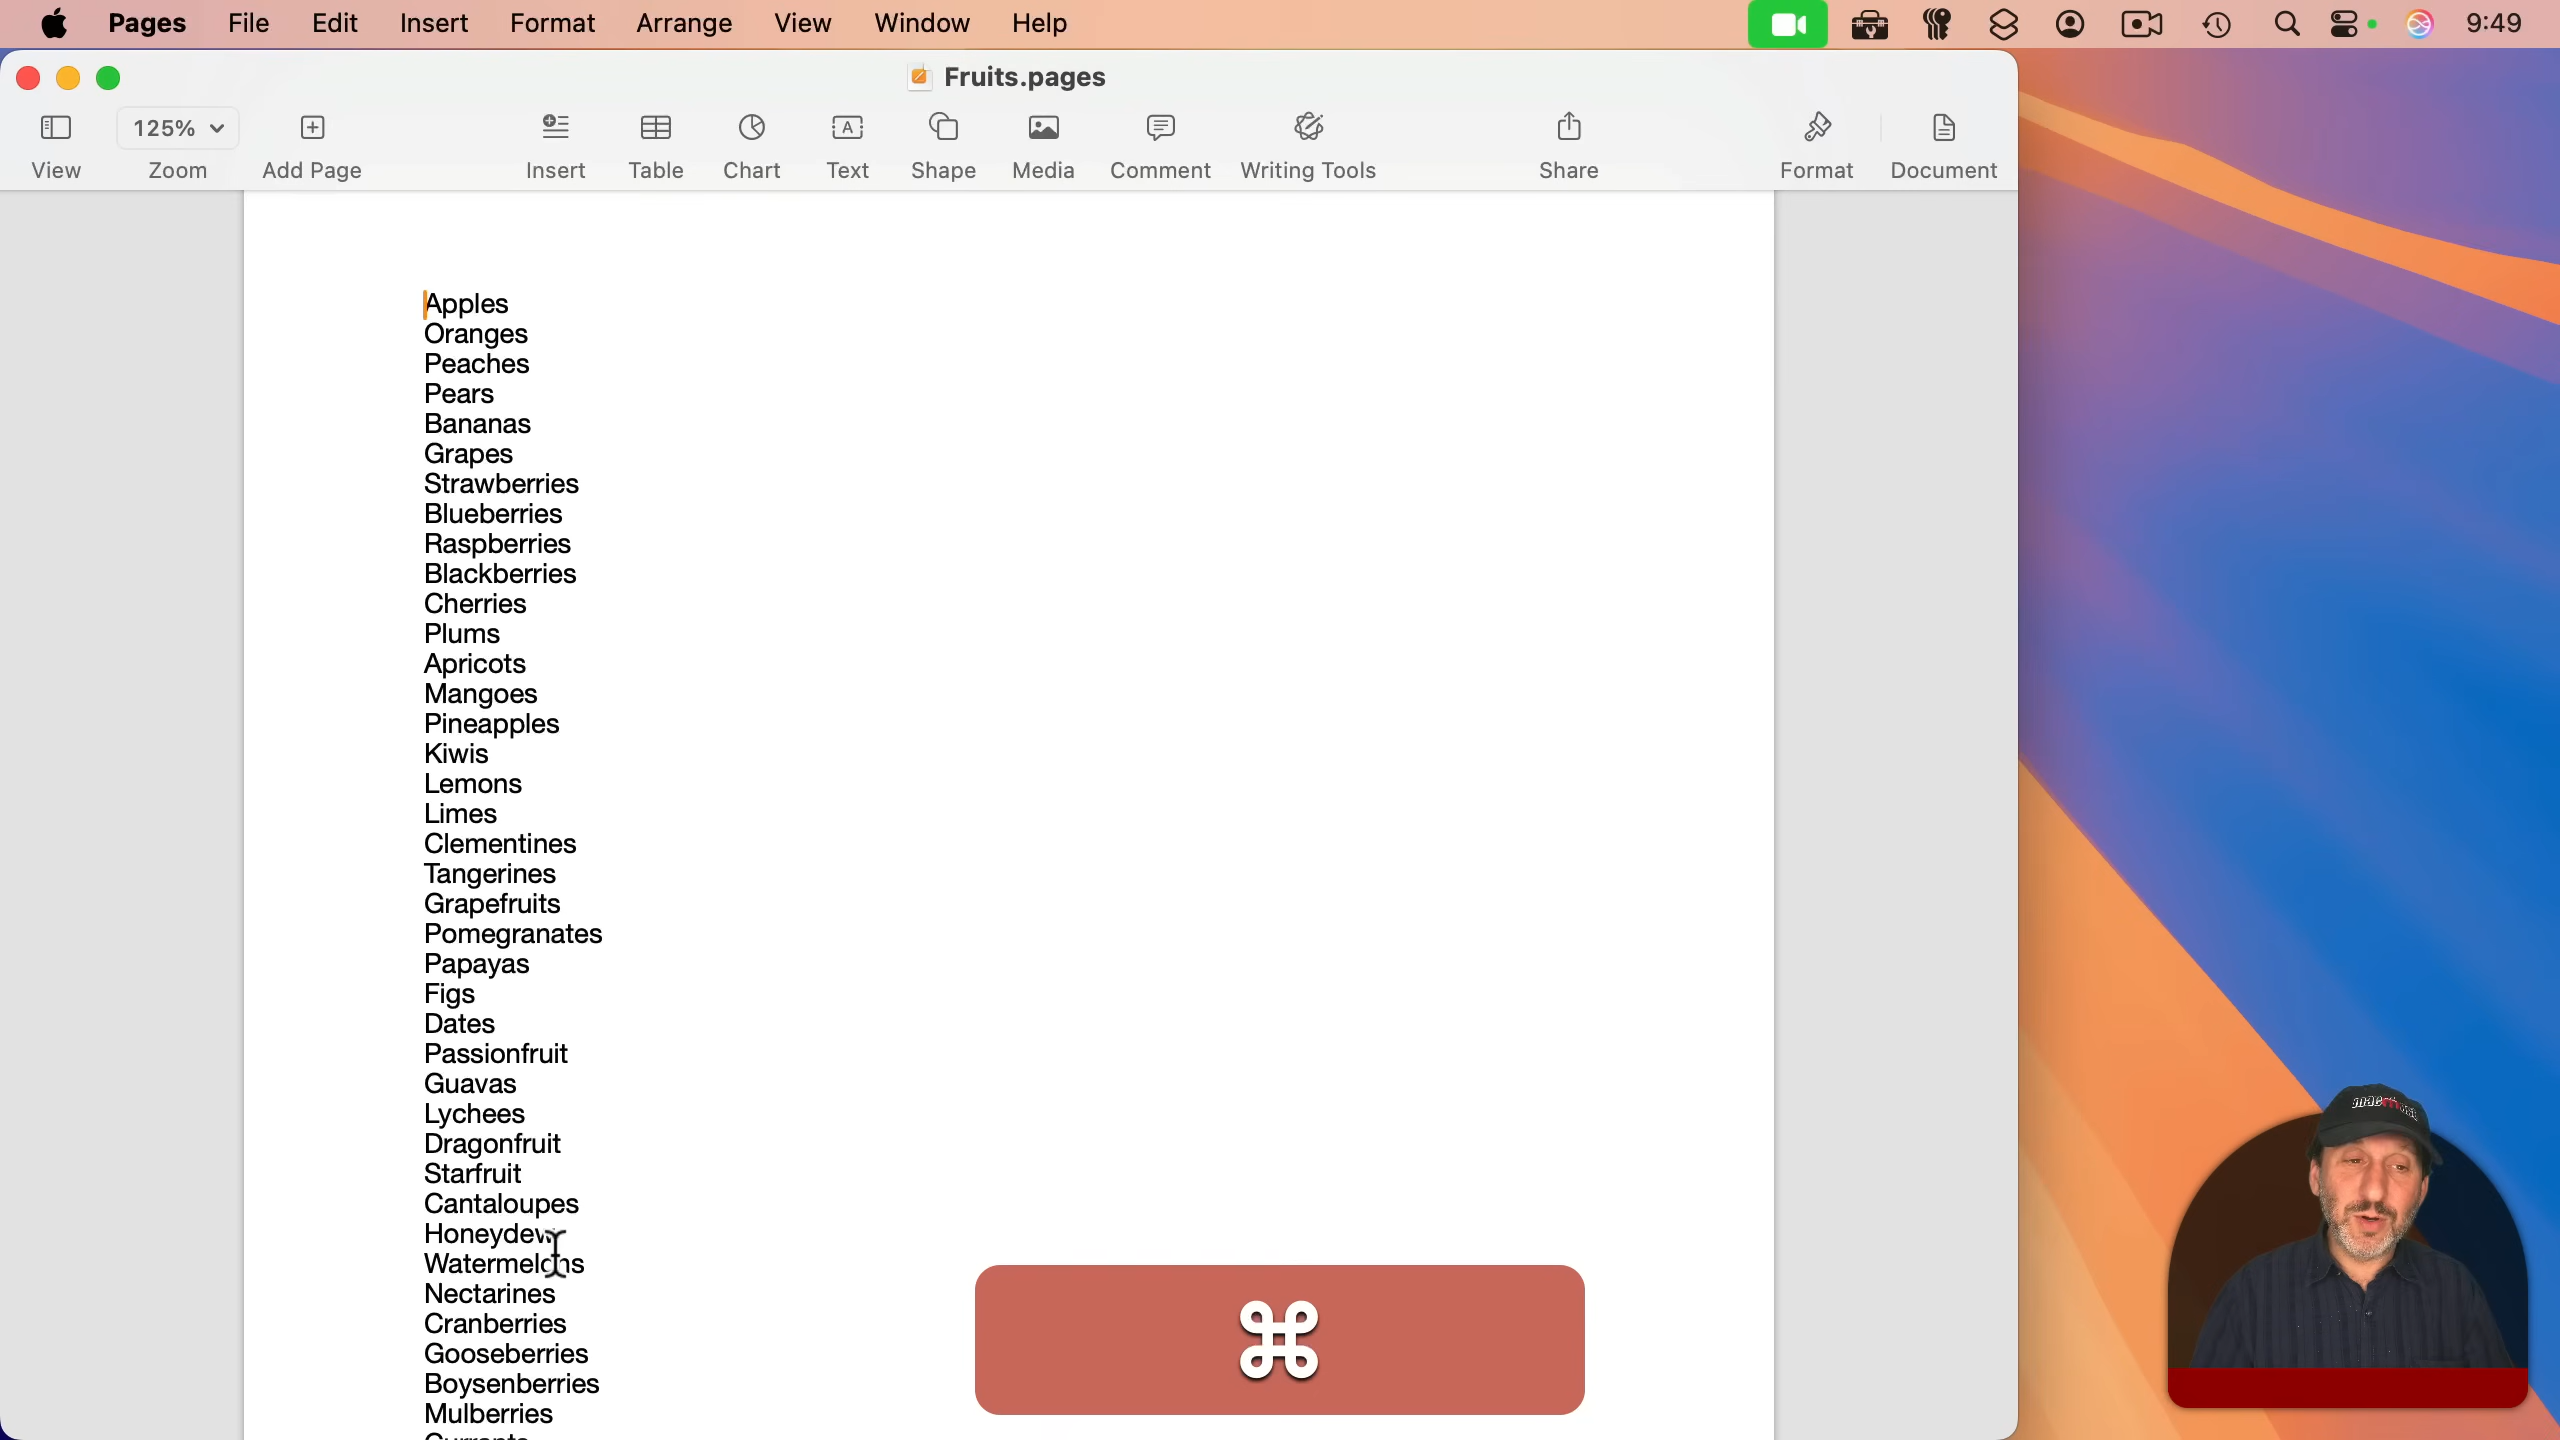 Pages File Edit Insert Format Arrange View Window Help 9:49
Fruits.pages
125%
View Zoom Add Page Insert Table Chart Text Shape Media Comment Writing Tools Share Format Document
Apples
Oranges
Peaches
Pears
Bananas
Grapes
Strawberries
Blueberries
Raspberries
Blackberries
Cherries
Plums
Apricots
Mangoes
Pineapples
Kiwis
Lemons
Limes
Clementines
Tangerines
Grapefruits
Pomegranates
Papayas
Figs
Dates
Passionfruit
Guavas
Lychees
Dragonfruit
Starfruit
Cantaloupes
Honeydew
Watermelons
Nectarines
Cranberries
Gooseberries
Boysenberries
Mulberries
⌘